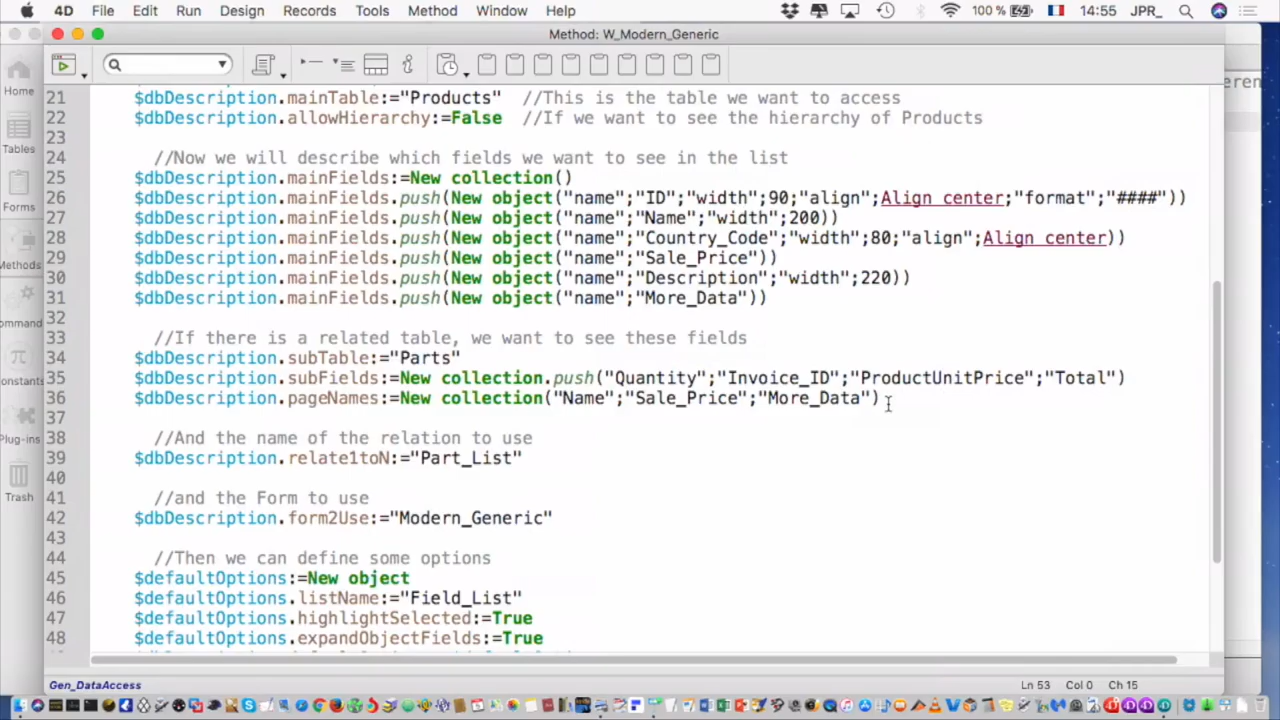 4D File Edit Run Design Records Tools Method Window Help 100 % 14:55 JPR_
Method: W_Modern_Generic
Home
Tables
Forms
Methods
Trash
21 $dbDescription.mainTable:="Products" //This is the table we want to access
22 $dbDescription.allowHierarchy:=False //If we want to see the hierarchy of Products
23
24 //Now we will describe which fields we want to see in the list
25 $dbDescription.mainFields:=New collection()
26 $dbDescription.mainFields.push(New object("name";"ID";"width";90;"align";Align center;"format";"####"))
27 $dbDescription.mainFields.push(New object("name";"Name";"width";200))
28 $dbDescription.mainFields.push(New object("name";"Country_Code";"width";80;"align";Align center))
29 $dbDescription.mainFields.push(New object("name";"Sale_Price"))
30 $dbDescription.mainFields.push(New object("name";"Description";"width";220))
31 $dbDescription.mainFields.push(New object("name";"More_Data"))
32
33 //If there is a related table, we want to see these fields
34 $dbDescription.subTable:="Parts"
35 $dbDescription.subFields:=New collection.push("Quantity";"Invoice_ID";"ProductUnitPrice";"Total")
36 $dbDescription.pageNames:=New collection("Name";"Sale_Price";"More_Data")
37
38 //And the name of the relation to use
39 $dbDescription.relate1toN:="Part_List"
40
41 //and the Form to use
42 $dbDescription.form2Use:="Modern_Generic"
43
44 //Then we can define some options
45 $defaultOptions:=New object
46 $defaultOptions.listName:="Field_List"
47 $defaultOptions.highlightSelected:=True
48 $defaultOptions.expandObjectFields:=True
Gen_DataAccess Ln 53 Col 0 Ch 15